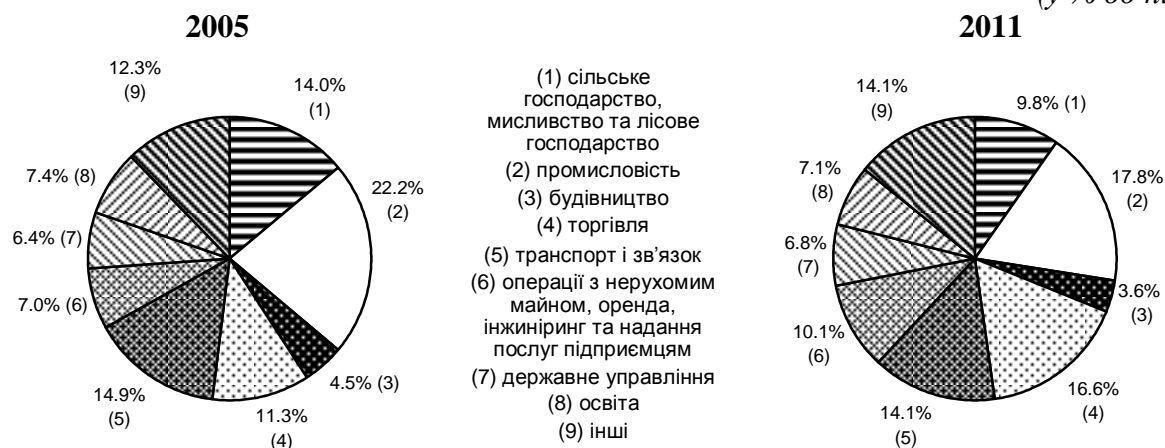 2005
12.3%
(9)
14.0%
(1)
7.4% (8)
22.2%
(2)
6.4% (7)
7.0% (6)
14.9%
(5)
11.3%
(4)
4.5% (3)
(1) сільське
господарство,
мисливство та лісове
господарство
(2) промисловість
(3) будівництво
(4) торгівля
(5) транспорт і зв’язок
(6) операції з нерухомим
майном, оренда,
інжиніринг та надання
послуг підприємцям
(7) державне управління
(8) освіта
(9) інші
2011
14.1%
(9)
9.8% (1)
7.1%
(8)
17.8%
(2)
6.8%
(7)
3.6%
(3)
10.1%
(6)
16.6%
(4)
14.1%
(5)